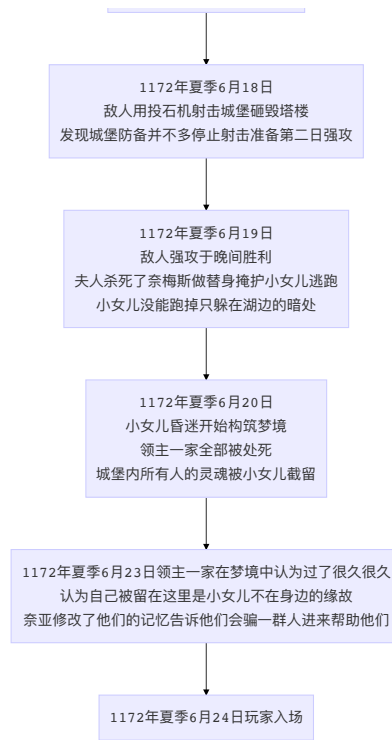 1172年夏季6月18日
敌人用投石机射击城堡砸毁塔楼
发现城堡防备并不多停止射击准备第二日强攻
1172年夏季6月19日
敌人强攻于晚间胜利
夫人杀死了奈梅斯做替身掩护小女儿逃跑
小女儿没能跑掉只躲在湖边的暗处
1172年夏季6月20日
小女儿昏迷开始构筑梦境
领主一家全部被处死
城堡内所有人的灵魂被小女儿截留
1172年夏季6月23日领主一家在梦境中认为过了很久很久
认为自己被留在这里是小女儿不在身边的缘故
奈亚修改了他们的记忆告诉他们会骗一群人进来帮助他们
1172年夏季6月24日玩家入场